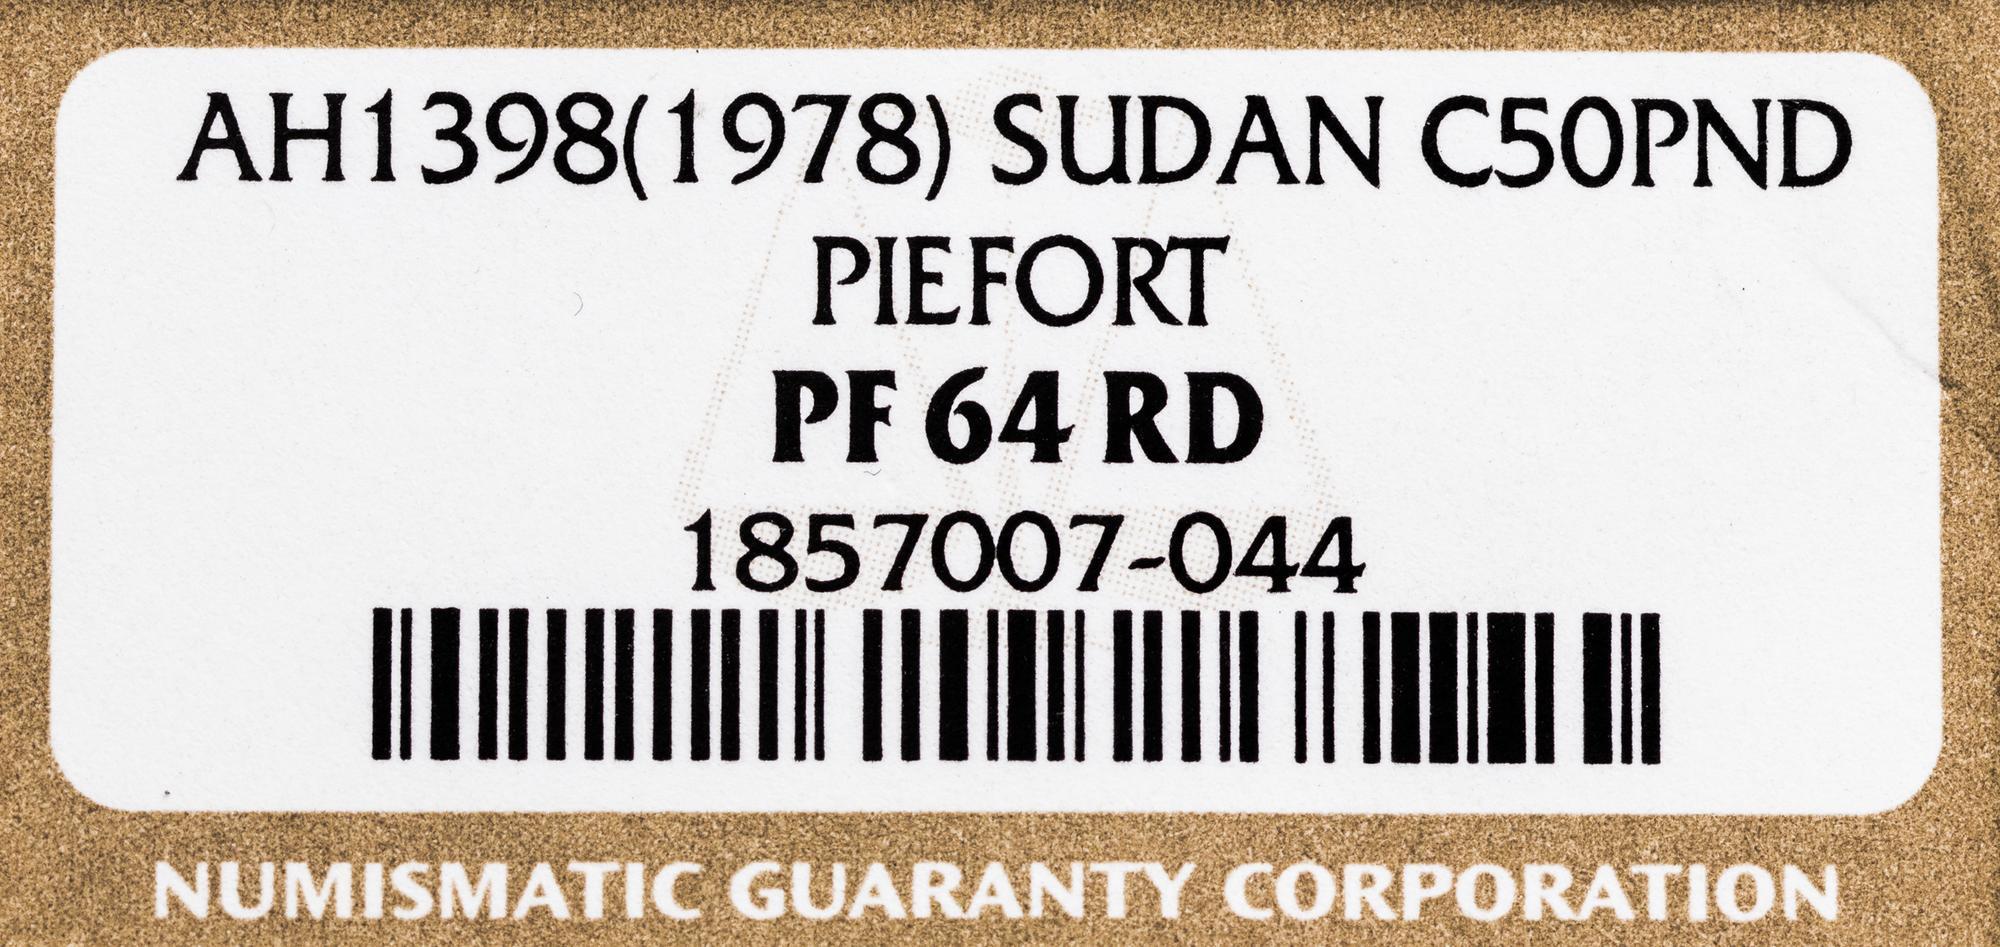 AH1398(1978) SUDAN C50PND
PIEFORT
PF 64 RD
1857007-044
NUMISMATIC GUARANTY CORPORATION